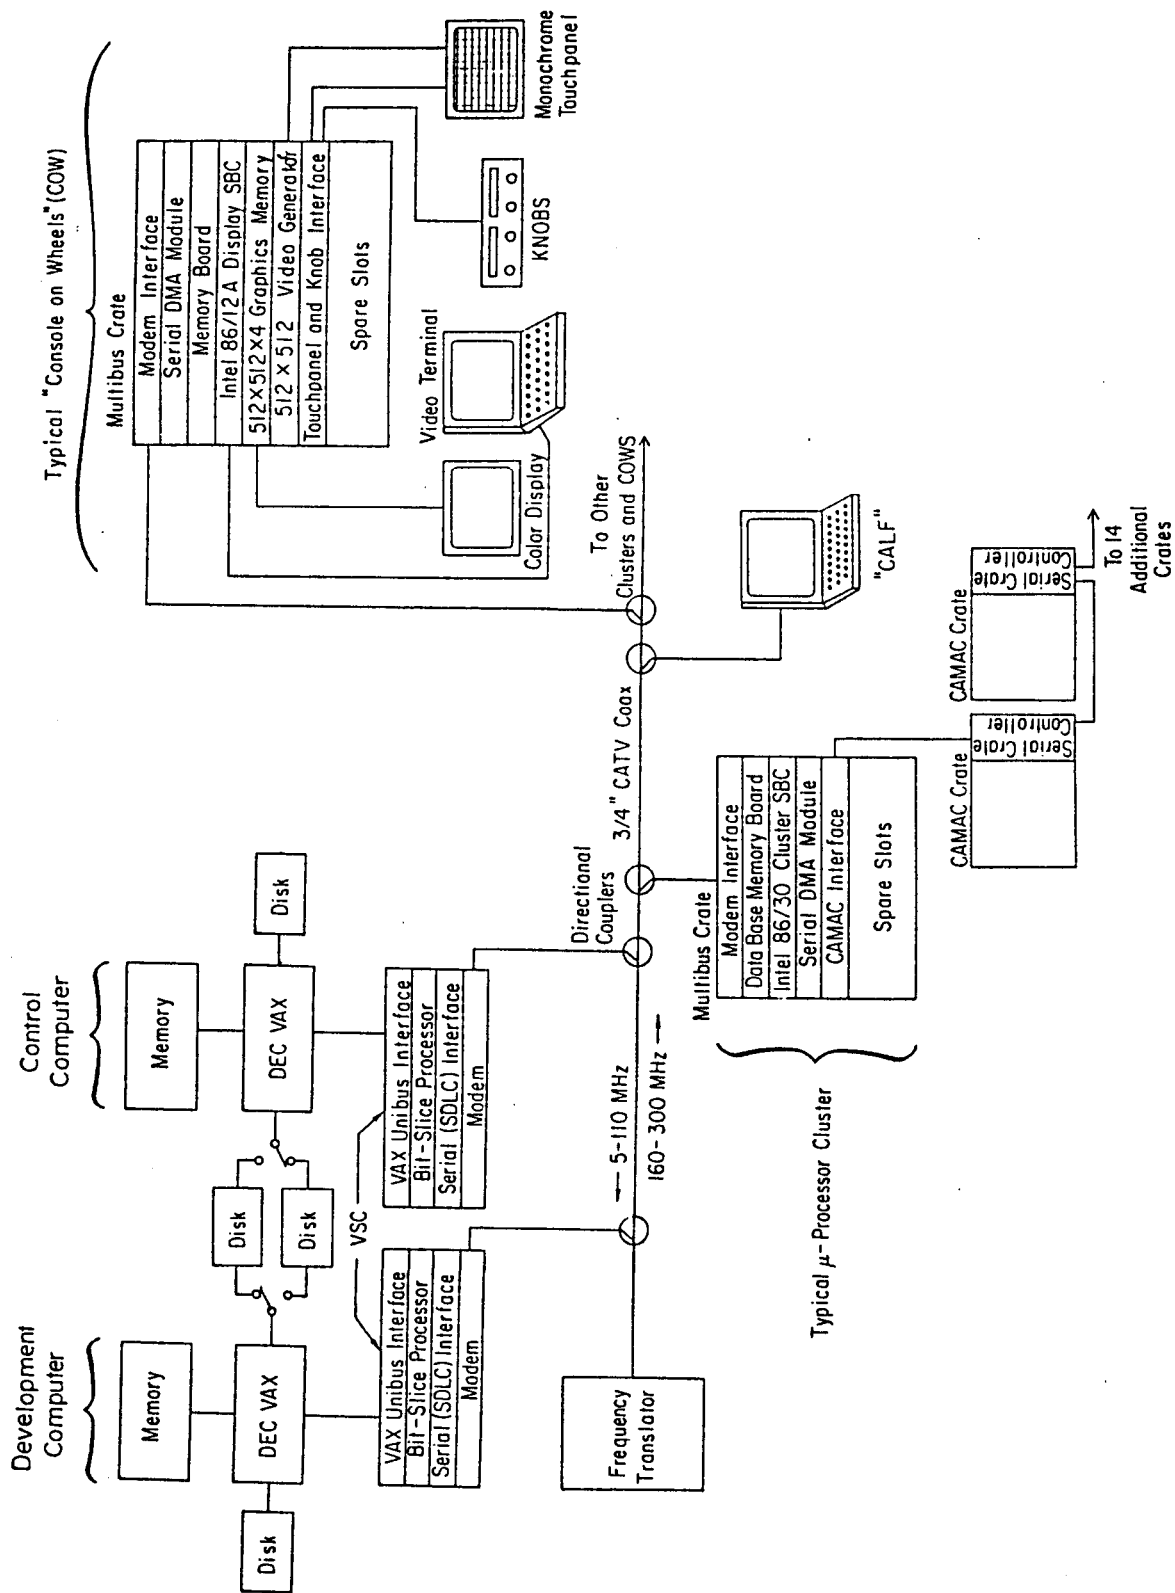 Development
Computer
Memory
DEC VAX
Disk
VAX Unibus Interface
Bit-Slice Processor
Serial (SDLC) Interface
Modem
Disk
Disk
VSC
Control
Computer
Memory
DEC VAX
Disk
VAX Unibus Interface
Bit-Slice Processor
Serial (SDLC) Interface
Modem
Typical "Console on Wheels" (COW)
Multibus Crate
Modem Interface
Serial DMA Module
Memory Board
Intel 86/12A Display SBC
512×512×4 Graphics Memory
512 × 512 Video Generator
Touchpanel and Knob Interface
Spare Slots
Color Display
Video Terminal
KNOBS
Monochrome
Touchpanel
Frequency
Translator
5-110 MHz
160-300 MHz
Directional
Couplers
3/4" CATV Coax
To Other
Clusters and COWS
"CALF"
Typical μ-Processor Cluster
Multibus Crate
Modem Interface
Data Base Memory Board
Intel 86/30 Cluster SBC
Serial DMA Module
CAMAC Interface
Spare Slots
CAMAC Crate
Serial Crate
Controller
CAMAC Crate
Serial Crate
Controller
To 14
Additional
Crates